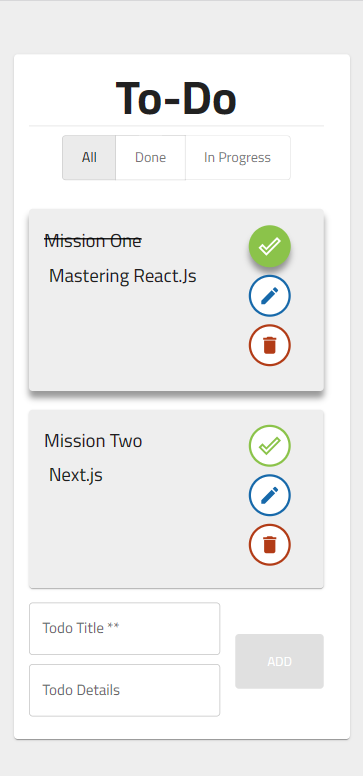 To-Do
All Done In Progress
Mission One
Mastering React.Js
Mission Two
Next.js
Todo Title **
Todo Details
ADD